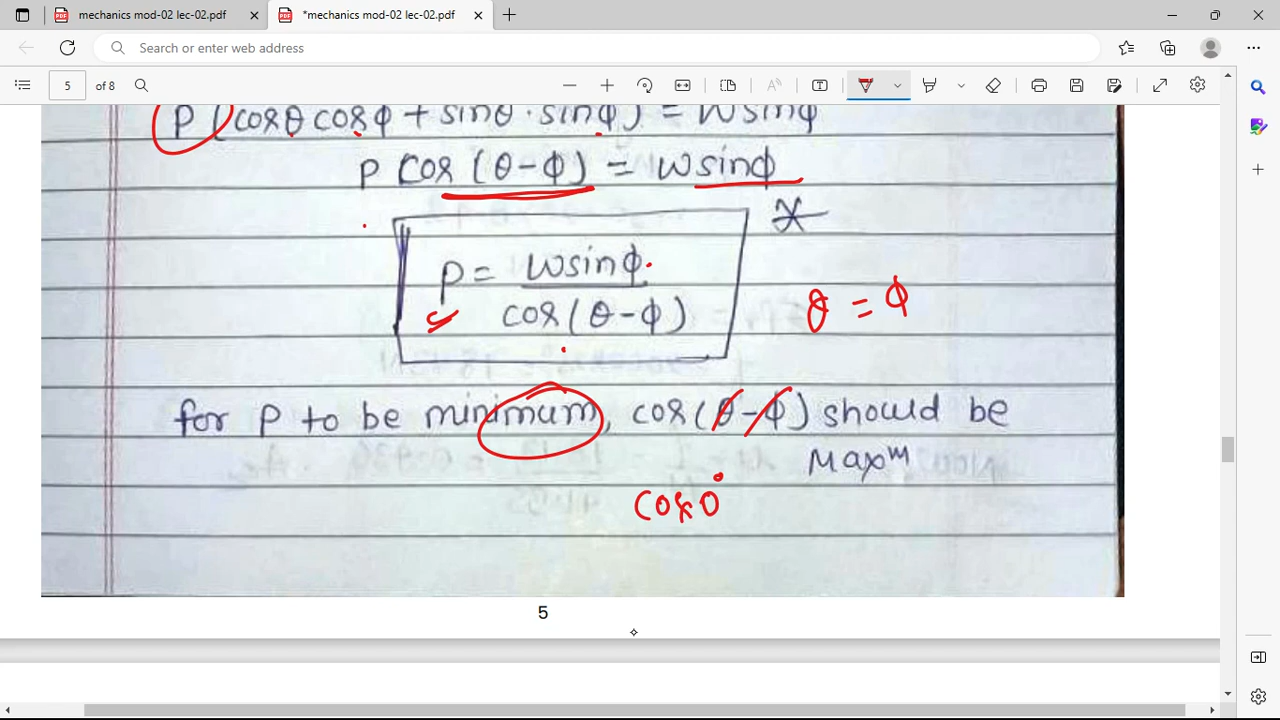 mechanics mod-02 lec-02.pdf
*mechanics mod-02 lec-02.pdf
Search or enter web address
5 of 8
P (cosθ cosϕ + sinθ · sinϕ) = W sinϕ
P cos (θ-ϕ) = W sinϕ
P = W sinϕ / cos (θ-ϕ)
θ = ϕ
for P to be minimum, cos (θ-ϕ) should be
Maxᵐ
cos 0°
5